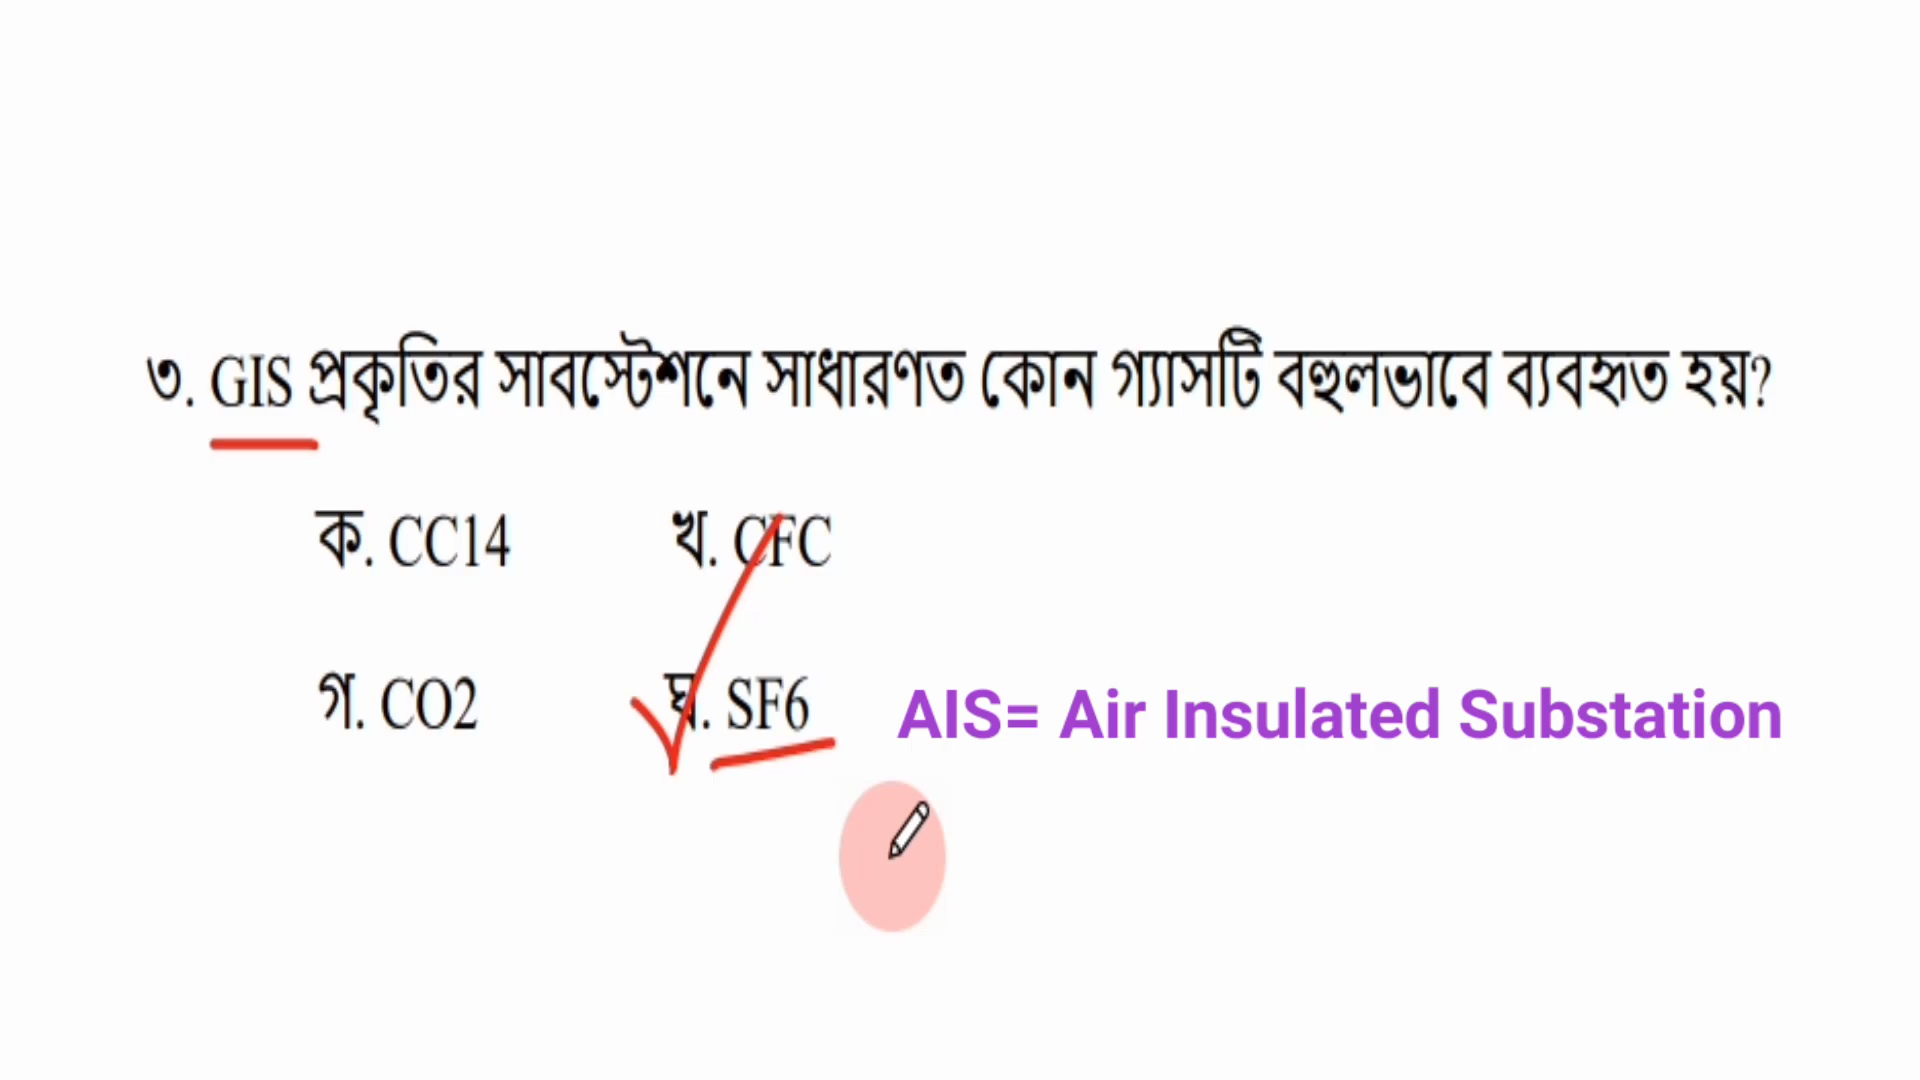 ৩. GIS প্রকৃতির সাবস্টেশনে সাধারণত কোন গ্যাসটি বহুলভাবে ব্যবহৃত হয়?
ক. CC14 খ. CFC
গ. CO2 ঘ. SF6 AIS= Air Insulated Substation